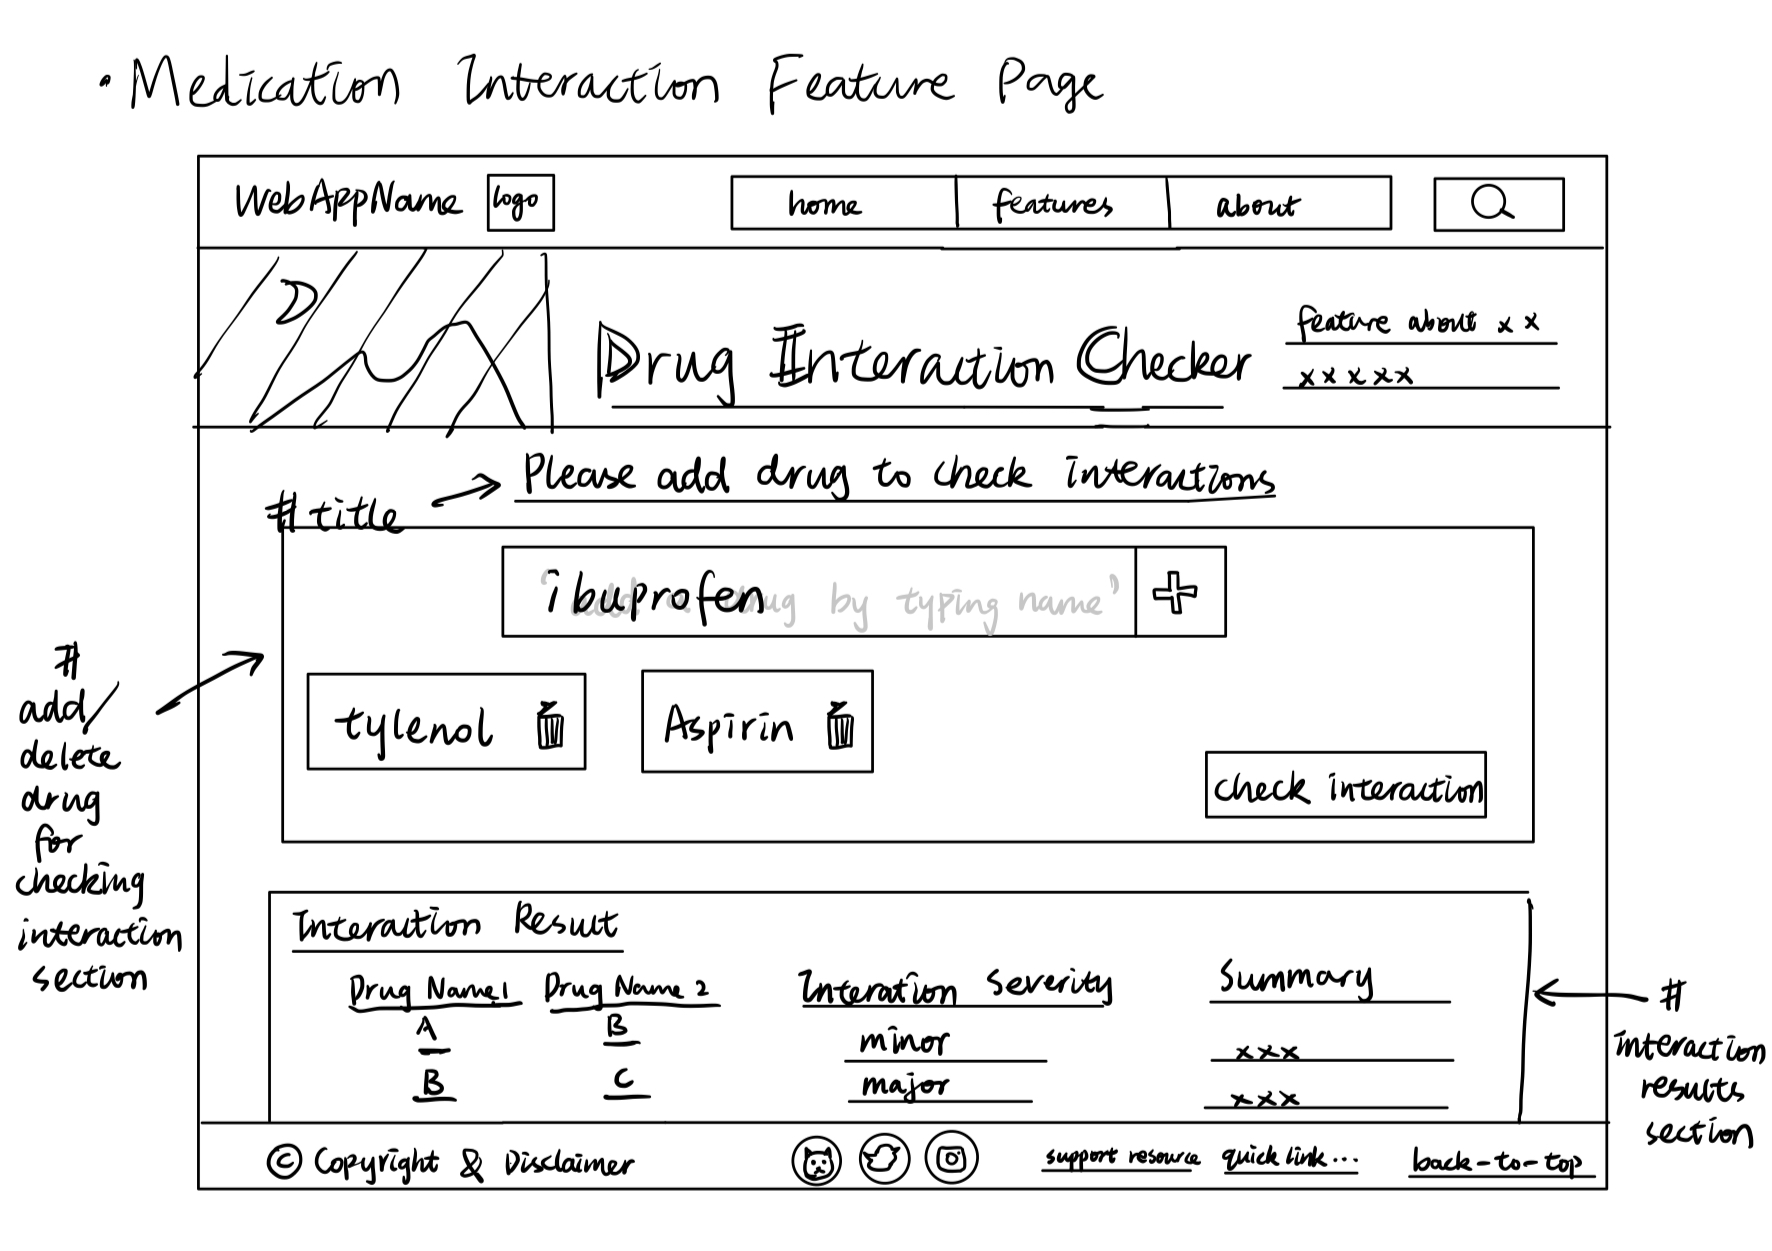 • Medication Interaction Feature Page
WebAppName logo
home features about
Drug Interaction Checker
feature about x x
x x x x x
# title
Please add drug to check interactions
ibuprofen
drug by typing name"
tylenol
Aspirin
check interaction
#
add/
delete
drug
for
checking
interaction
section
Interaction Result
Drug Name1 Drug Name 2 Interation Severity Summary
A B minor xxx
B C major xxx
#
interaction
results
section
© Copyright & Disclaimer
support resource quick link... back-to-top